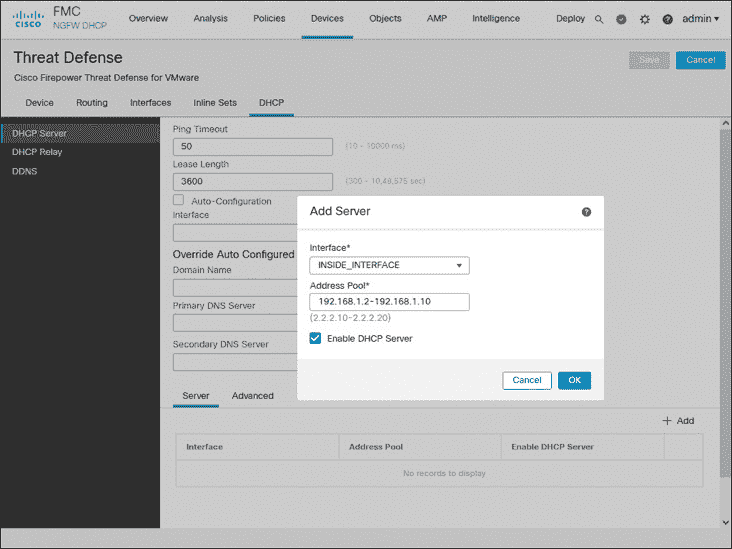 CISCO
FMC
NGFW DHCP
Overview
Analysis
Policies
Devices
Objects
AMP
Intelligence
Deploy
admin
Threat Defense
Save
Cancel
Cisco Firepower Threat Defense for VMware
Device
Routing
Interfaces
Inline Sets
DHCP
DHCP Server
DHCP Relay
DDNS
Ping Timeout
50
(10 - 10000 ms)
Lease Length
3600
(300 - 10,48,575 sec)
Auto-Configuration
Interface
Override Auto Configured
Domain Name
Primary DNS Server
Secondary DNS Server
Add Server
?
Interface*
INSIDE_INTERFACE
Address Pool*
192.168.1.2-192.168.1.10
(2.2.2.10-2.2.2.20)
Enable DHCP Server
Cancel
OK
Server
Advanced
+ Add
Interface
Address Pool
Enable DHCP Server
No records to display